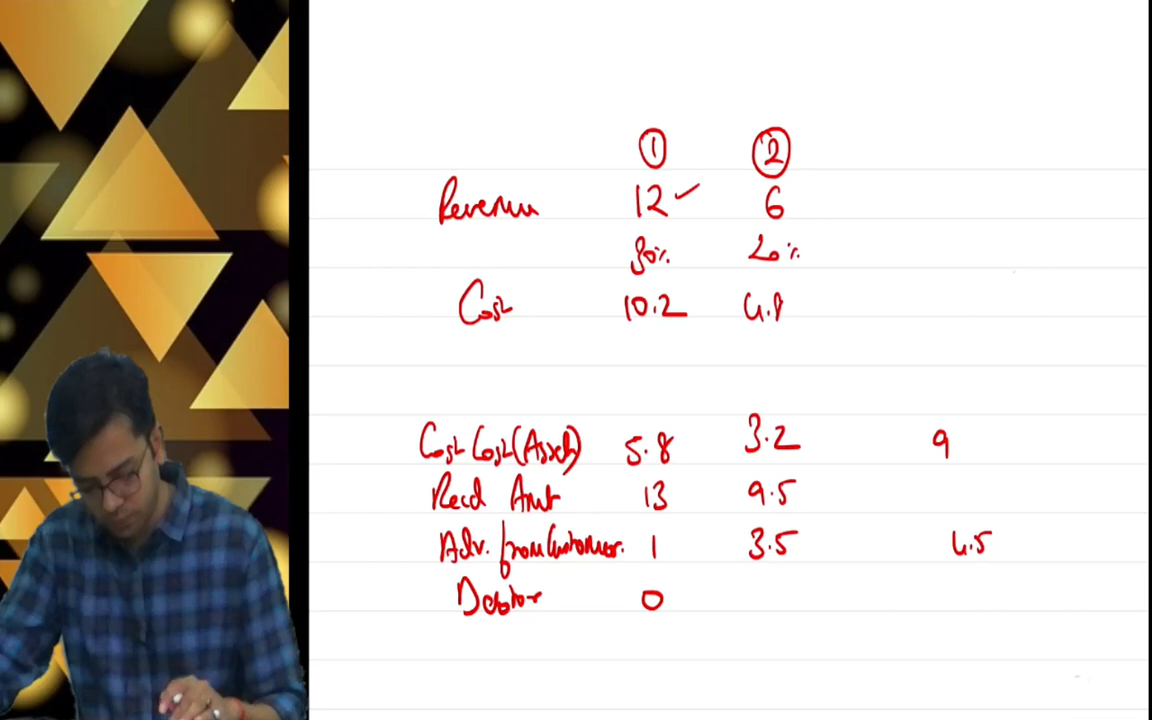 ① ②
Revenue 12 ✓ 6
30% 20%
Cost 10.2 4.8
Cost Cost (Asset) 5.8 3.2 9
Recd Amt 13 9.5
Adv. from Customer. 1 3.5 4.5
Debtor 0